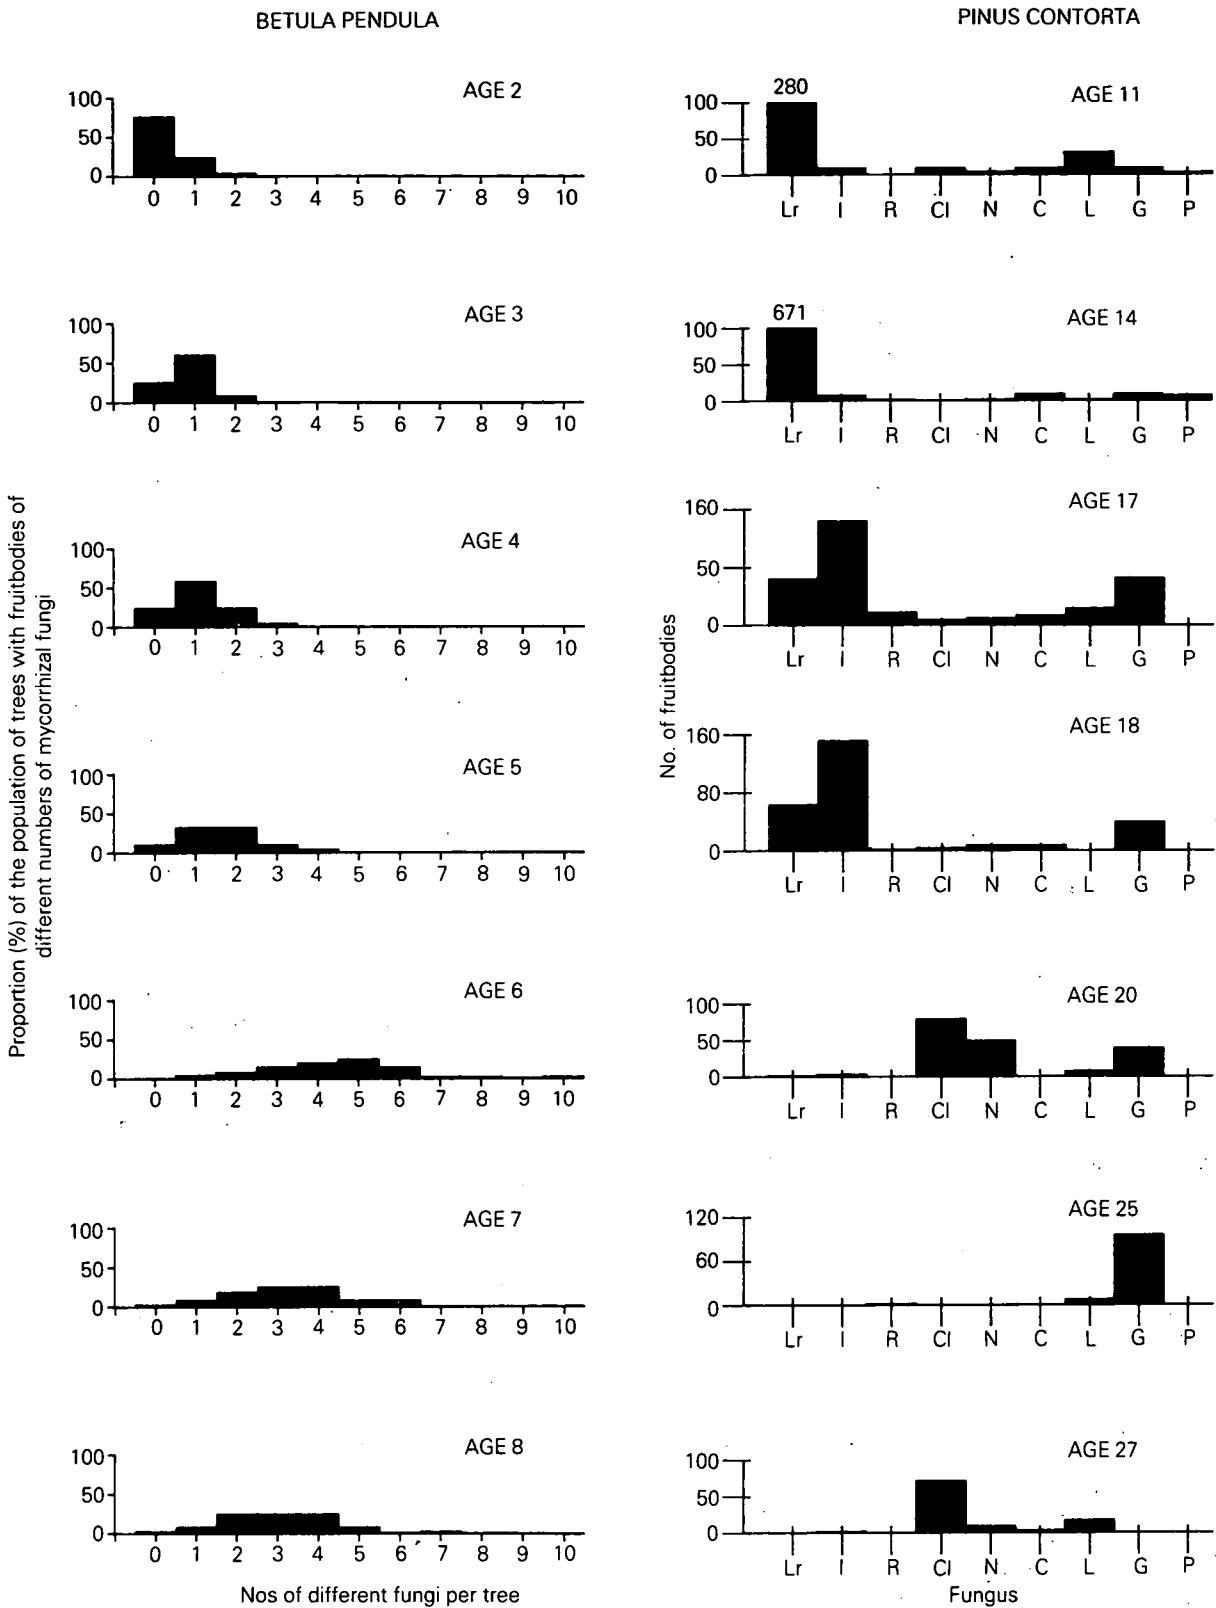 BETULA PENDULA
AGE 2
100
50
0
0 1 2 3 4 5 6 7 8 9 10
AGE 3
100
50
0
0 1 2 3 4 5 6 7 8 9 10
AGE 4
100
50
0
0 1 2 3 4 5 6 7 8 9 10
AGE 5
100
50
0
0 1 2 3 4 5 6 7 8 9 10
AGE 6
100
50
0
0 1 2 3 4 5 6 7 8 9 10
AGE 7
100
50
0
0 1 2 3 4 5 6 7 8 9 10
AGE 8
100
50
0
0 1 2 3 4 5 6 7 8 9 10
Nos of different fungi per tree
Proportion (%) of the population of trees with fruitbodies of
different numbers of mycorrhizal fungi
PINUS CONTORTA
AGE 11
280
100
50
0
Lr I R Cl N C L G P
AGE 14
671
100
50
0
Lr I R Cl N C L G P
AGE 17
160
50
0
Lr I R Cl N C L G P
AGE 18
160
80
0
Lr I R Cl N C L G P
AGE 20
100
50
0
Lr I R Cl N C L G P
AGE 25
120
60
0
Lr I R Cl N C L G P
AGE 27
100
50
0
Lr I R Cl N C L G P
Fungus
No. of fruitbodies